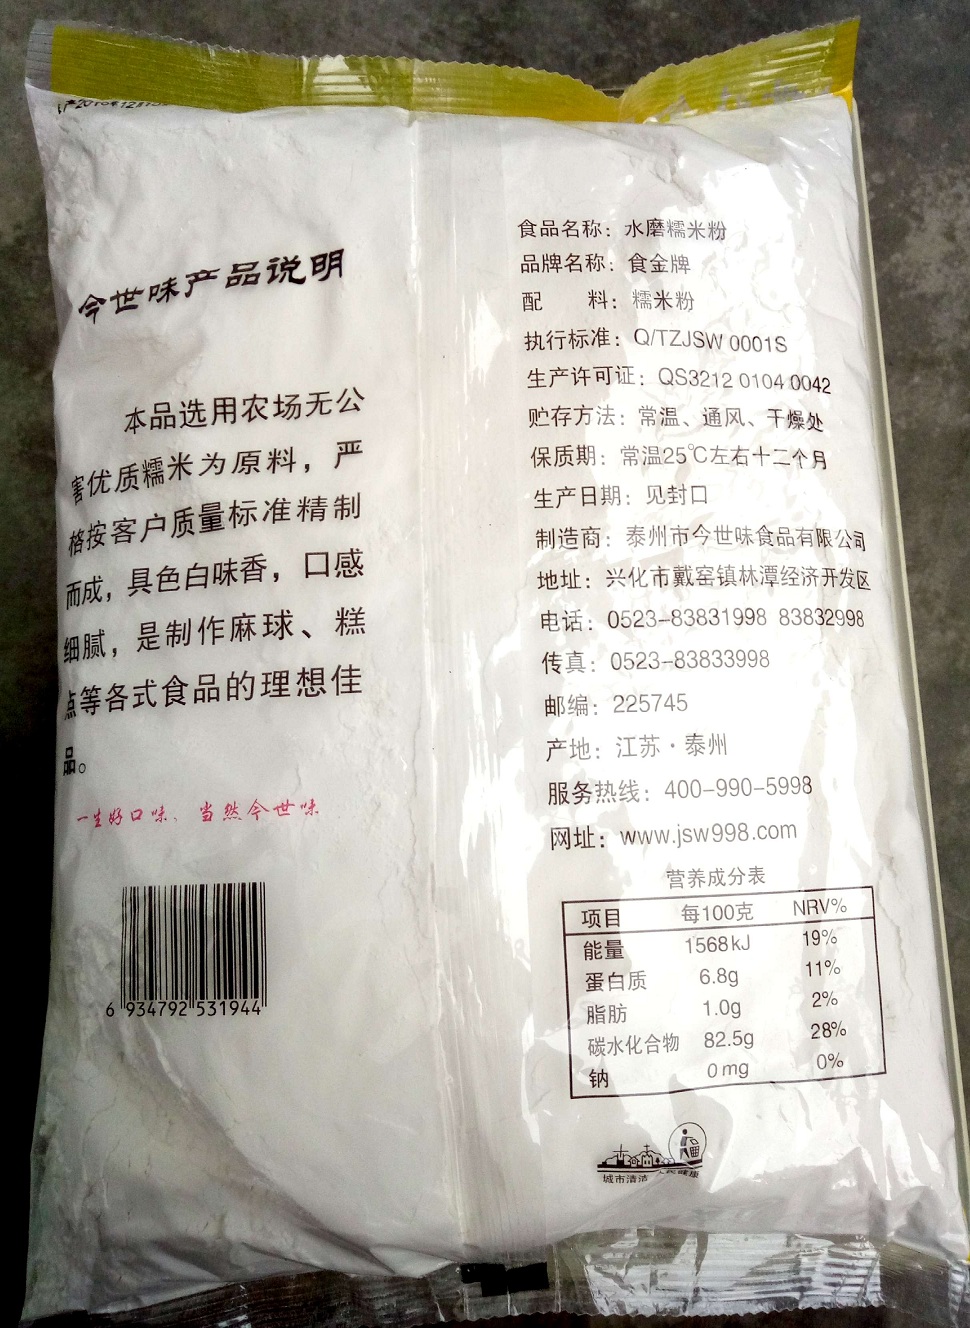 今世味产品说明
本品选用农场无公
害优质糯米为原料，严
格按客户质量标准精制
而成，具色白味香，口感
细腻，是制作麻球、糕
点等各式食品的理想佳
品。
一生好口味、当然今世味
6 934792 531944
食品名称：水磨糯米粉
品牌名称：食金牌
配 料：糯米粉
执行标准：Q/TZJSW 0001S
生产许可证：QS3212 0104 0042
贮存方法：常温、通风、干燥处
保质期：常温25℃左右十二个月
生产日期：见封口
制造商：泰州市今世味食品有限公司
地址：兴化市戴窑镇林潭经济开发区
电话：0523-83831998 83832998
传真：0523-83833998
邮编：225745
产地：江苏·泰州
服务热线：400-990-5998
网址：www.jsw998.com
营养成分表
项目 每100克 NRV%
能量 1568kJ 19%
蛋白质 6.8g 11%
脂肪 1.0g 2%
碳水化合物 82.5g 28%
钠 0mg 0%
城市清洁